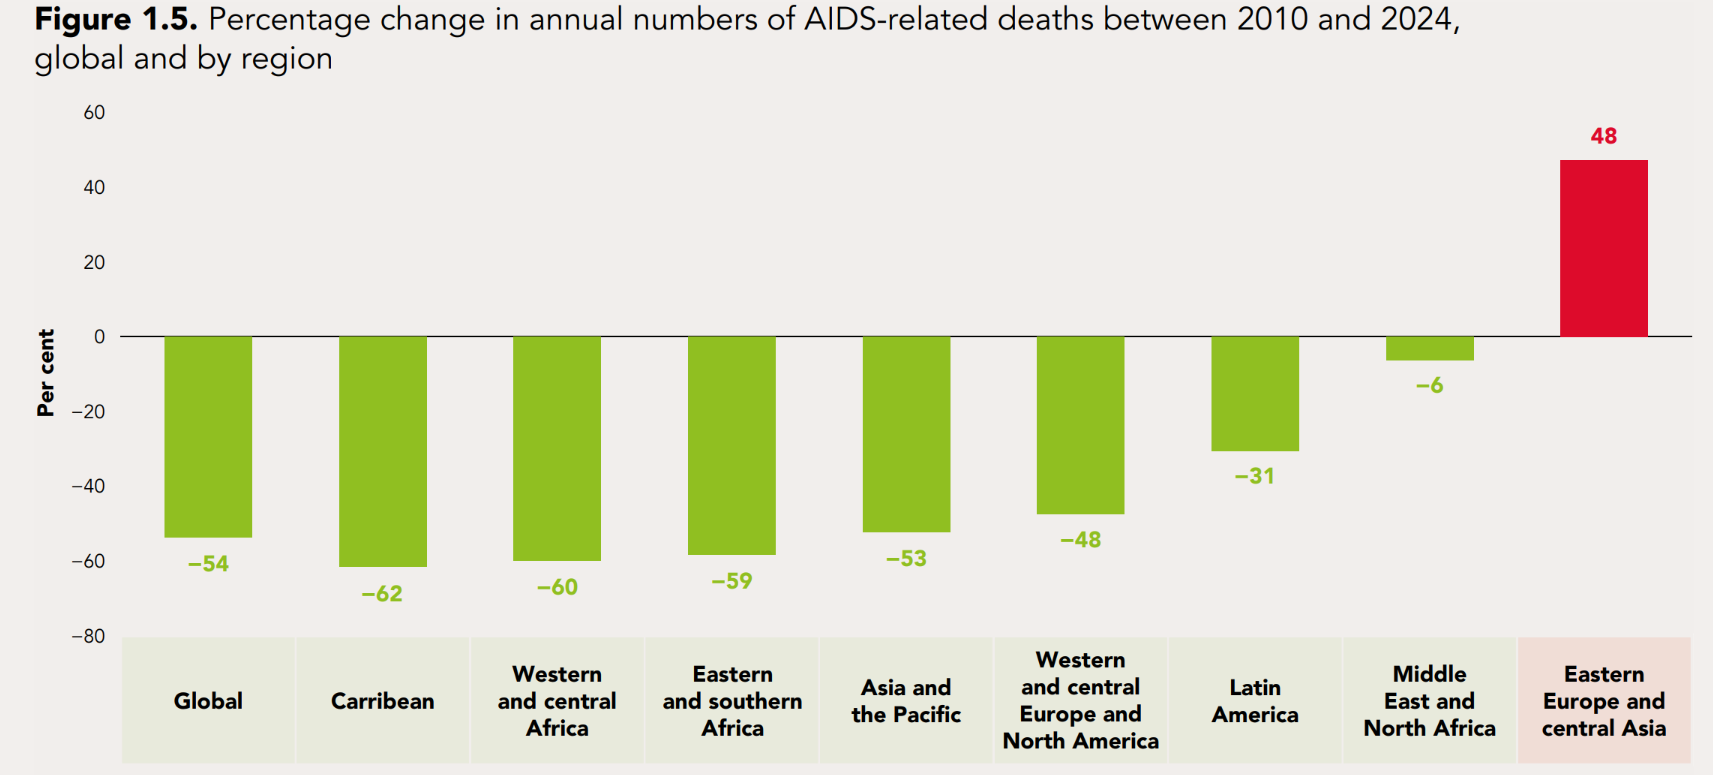 Figure 1.5. Percentage change in annual numbers of AIDS-related deaths between 2010 and 2024,
global and by region
60
40
20
0
−20
−40
−60
−80
Per cent
−54
−62
−60
−59
−53
−48
−31
−6
48
Global
Carribean
Western
and central
Africa
Eastern
and southern
Africa
Asia and
the Pacific
Western
and central
Europe and
North America
Latin
America
Middle
East and
North Africa
Eastern
Europe and
central Asia